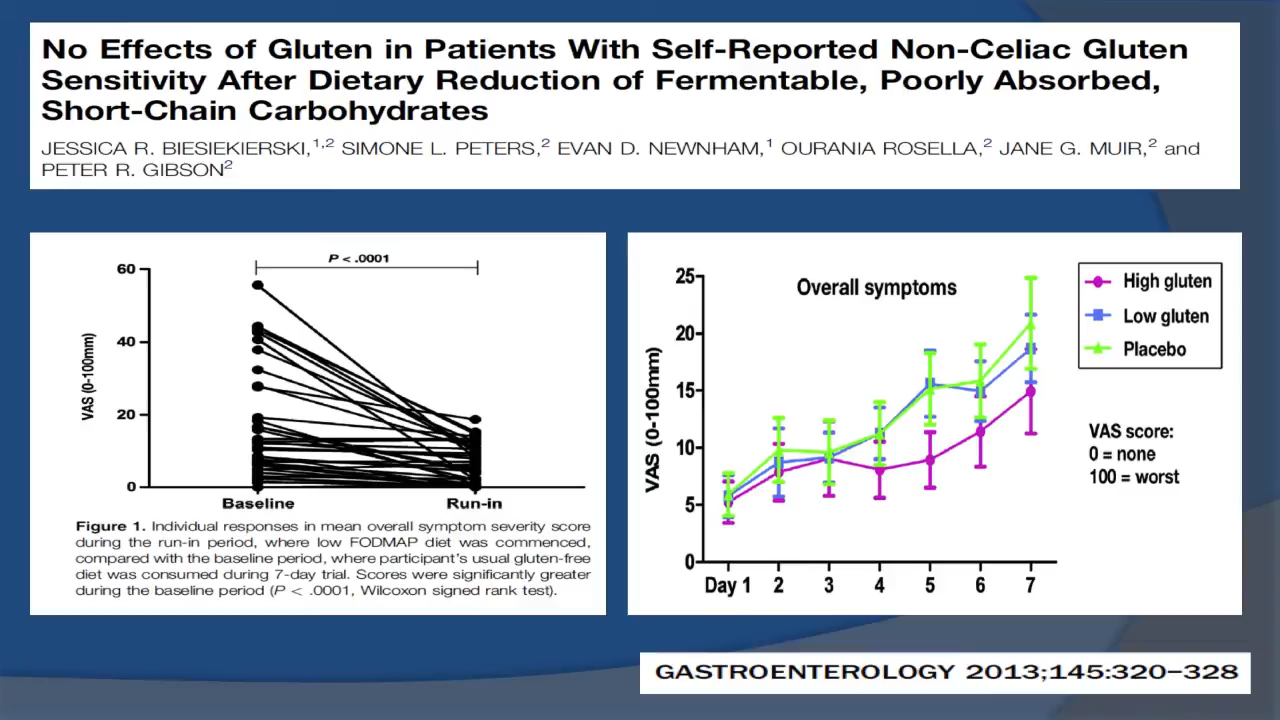 No Effects of Gluten in Patients With Self-Reported Non-Celiac Gluten
Sensitivity After Dietary Reduction of Fermentable, Poorly Absorbed,
Short-Chain Carbohydrates
JESSICA R. BIESIEKIERSKI,1,2 SIMONE L. PETERS,2 EVAN D. NEWNHAM,1 OURANIA ROSELLA,2 JANE G. MUIR,2 and
PETER R. GIBSON2
P < .0001
60
40
20
0
VAS (0-100mm)
Baseline
Run-in
Figure 1. Individual responses in mean overall symptom severity score
during the run-in period, where low FODMAP diet was commenced,
compared with the baseline period, where participant's usual gluten-free
diet was consumed during 7-day trial. Scores were significantly greater
during the baseline period (P < .0001, Wilcoxon signed rank test).
Overall symptoms
25
20
15
10
5
0
VAS (0-100mm)
Day 1 2 3 4 5 6 7
High gluten
Low gluten
Placebo
VAS score:
0 = none
100 = worst
GASTROENTEROLOGY 2013;145:320–328